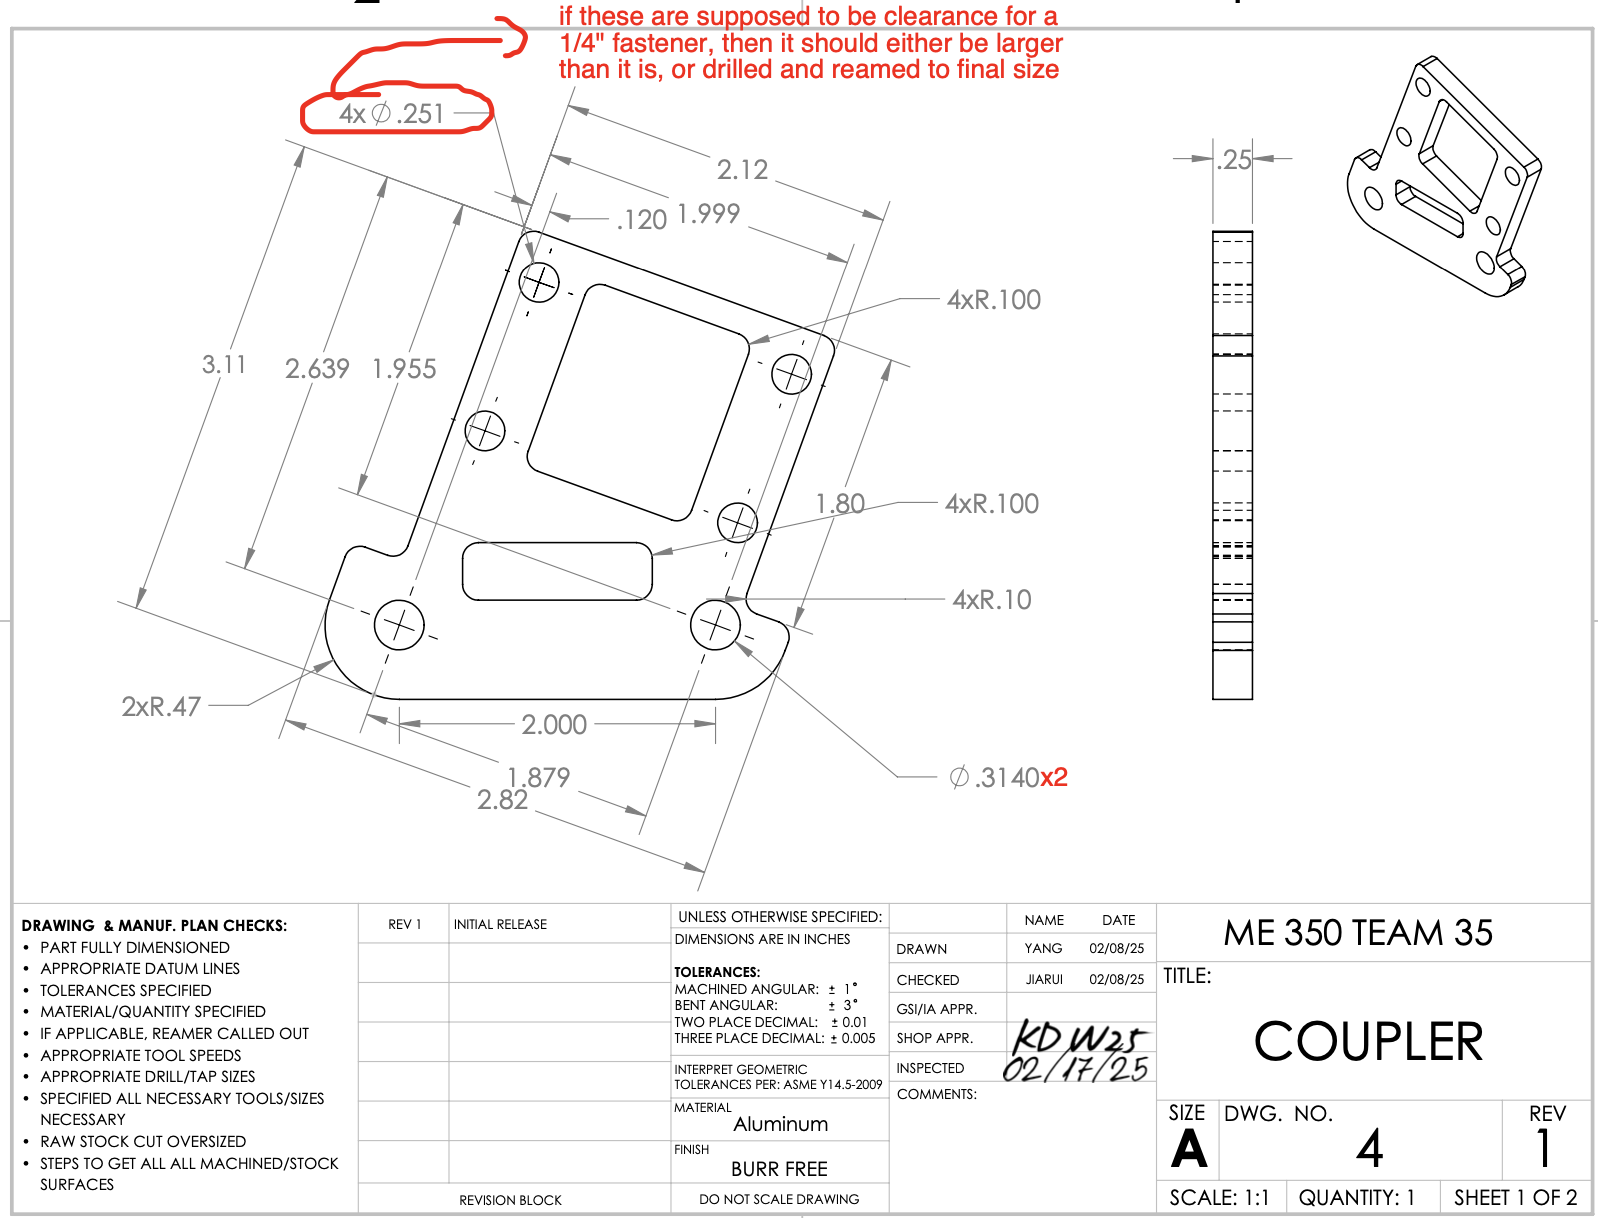 if these are supposed to be clearance for a
1/4" fastener, then it should either be larger
than it is, or drilled and reamed to final size
4x∅.251
2.12
.120 1.999
.25
4xR.100
3.11 2.639 1.955
1.80
4xR.100
4xR.10
2xR.47
2.000
1.879
2.82
∅.3140x2
DRAWING & MANUF. PLAN CHECKS:
• PART FULLY DIMENSIONED
• APPROPRIATE DATUM LINES
• TOLERANCES SPECIFIED
• MATERIAL/QUANTITY SPECIFIED
• IF APPLICABLE, REAMER CALLED OUT
• APPROPRIATE TOOL SPEEDS
• APPROPRIATE DRILL/TAP SIZES
• SPECIFIED ALL NECESSARY TOOLS/SIZES
NECESSARY
• RAW STOCK CUT OVERSIZED
• STEPS TO GET ALL ALL MACHINED/STOCK
SURFACES
REV 1 INITIAL RELEASE
REVISION BLOCK
UNLESS OTHERWISE SPECIFIED:
DIMENSIONS ARE IN INCHES
TOLERANCES:
MACHINED ANGULAR: ± 1°
BENT ANGULAR: ± 3°
TWO PLACE DECIMAL: ± 0.01
THREE PLACE DECIMAL: ± 0.005
INTERPRET GEOMETRIC
TOLERANCES PER: ASME Y14.5-2009
MATERIAL
Aluminum
FINISH
BURR FREE
DO NOT SCALE DRAWING
NAME DATE
DRAWN YANG 02/08/25
CHECKED JIARUI 02/08/25
GSI/IA APPR.
SHOP APPR. KD W25
INSPECTED 02/17/25
COMMENTS:
ME 350 TEAM 35
TITLE:
COUPLER
SIZE DWG. NO. REV
A 4 1
SCALE: 1:1 QUANTITY: 1 SHEET 1 OF 2